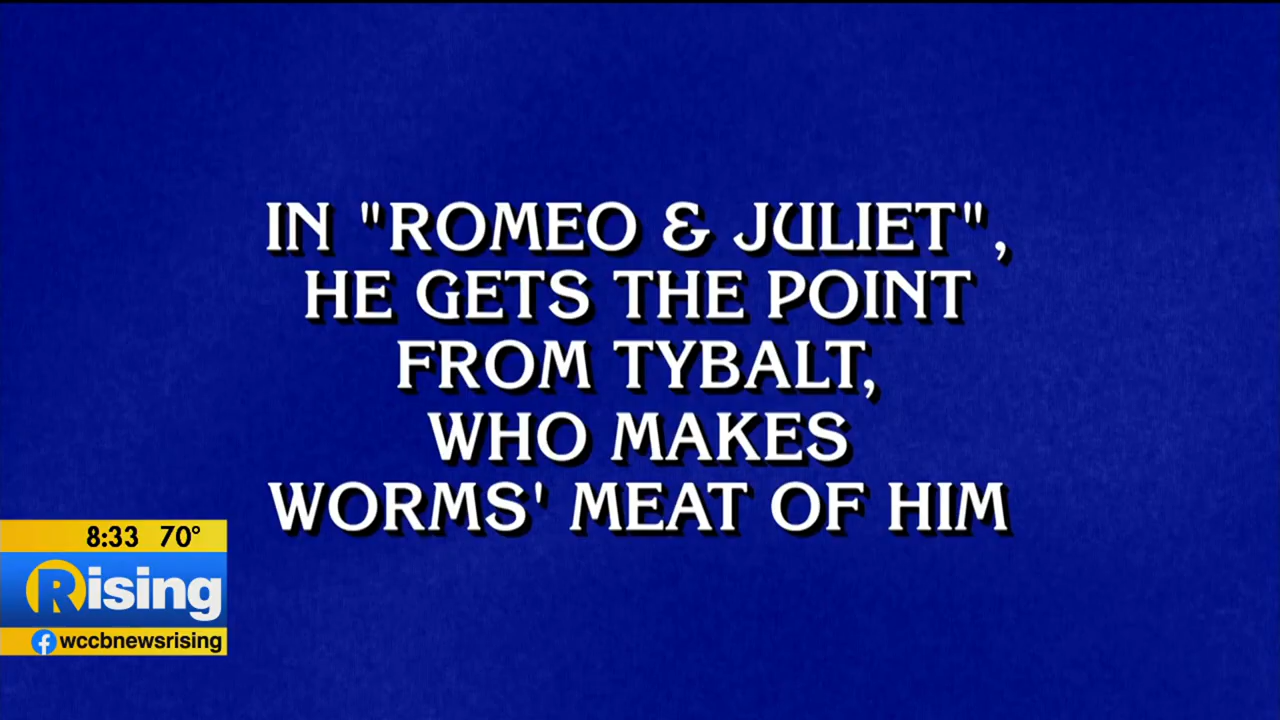 IN "ROMEO & JULIET",
HE GETS THE POINT
FROM TYBALT,
WHO MAKES
WORMS' MEAT OF HIM
8:33 70°
Rising
wccbnewsrising